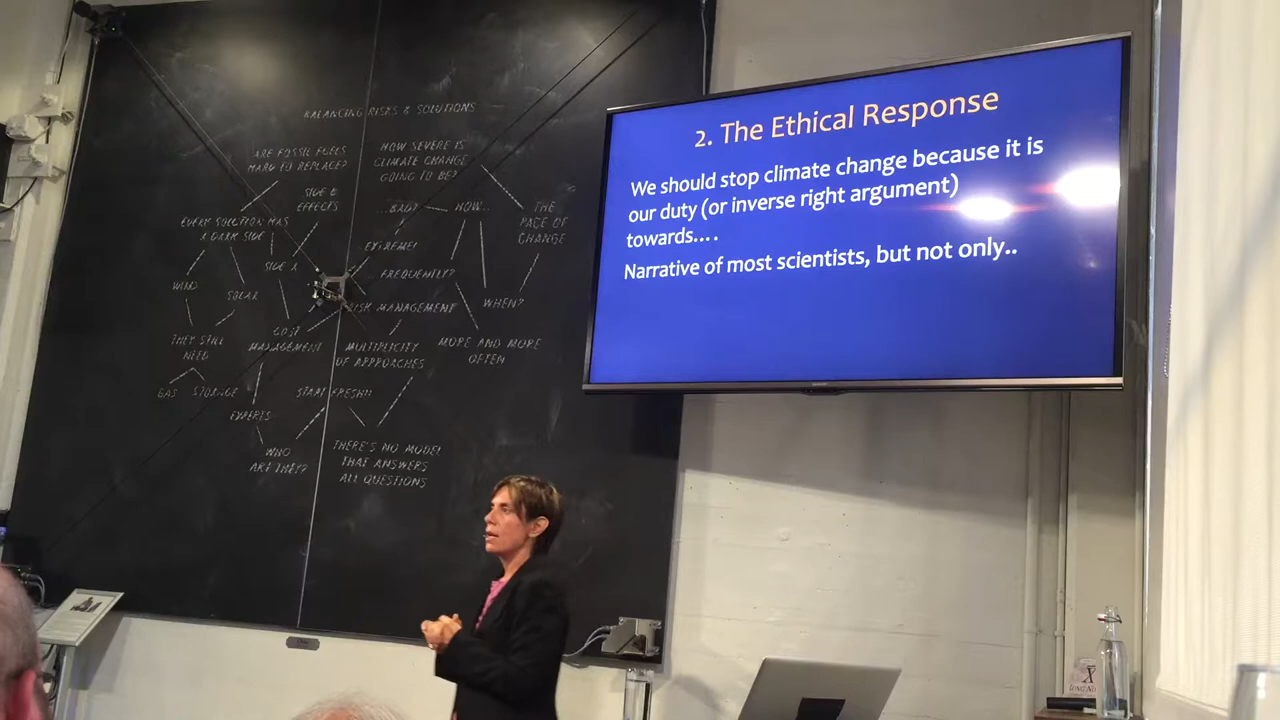 BALANCING RISKS & SOLUTIONS
ARE FOSSIL FUELS
HARD TO REPLACE?
HOW SEVERE IS
CLIMATE CHANGE
GOING TO BE?
SIDE
EFFECTS
EVERY SOLUTION HAS
A DARK SIDE
...BAD?
HOW...
THE
PACE OF
CHANGE
EXTREME?
SIDE
FREQUENTLY?
WIND
SOLAR
RISK MANAGEMENT
WHEN?
COST
MANAGEMENT
THEY STILL
NEED
MULTIPLICITY
OF APPROACHES
MORE AND MORE
OFTEN
GAS STORAGE
START FRESH!!
EXPERTS
WHO
ARE THEY?
THERE'S NO MODEL
THAT ANSWERS
ALL QUESTIONS
2. The Ethical Response
We should stop climate change because it is
our duty (or inverse right argument)
towards....
Narrative of most scientists, but not only..